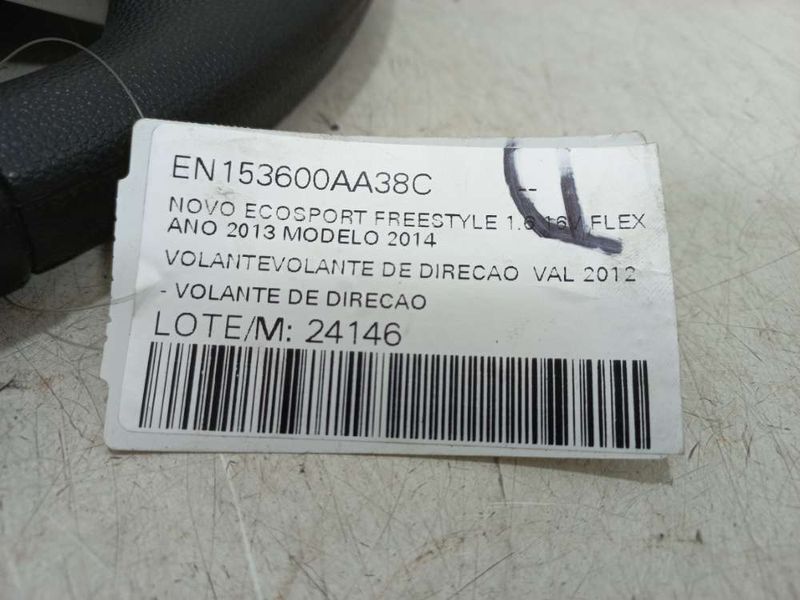 EN153600AA38C --
NOVO ECOSPORT FREESTYLE 1.6 16V FLEX
ANO 2013 MODELO 2014
VOLANTEVOLANTE DE DIRECAO VAL 2012
- VOLANTE DE DIRECAO
LOTE/M: 24146